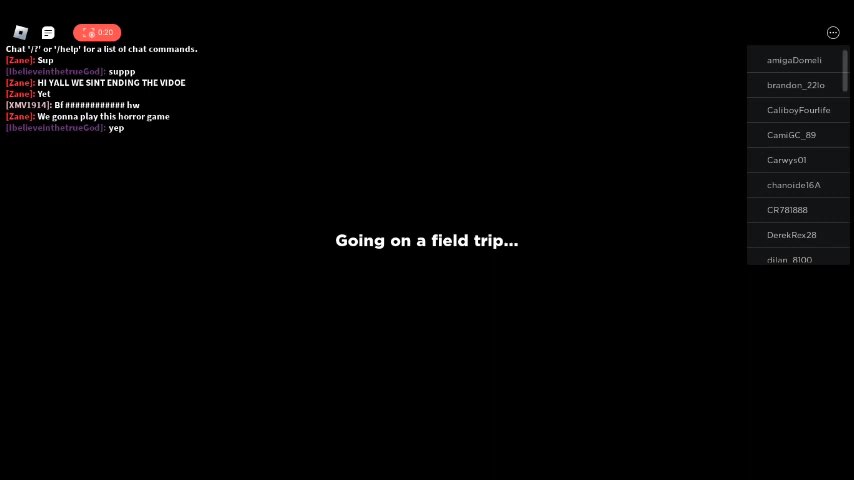 0:20
Chat '/?' or '/help' for a list of chat commands.
[Zane]: Sup
[IbelieveinthetrueGod]: suppp
[Zane]: HI YALL WE SINT ENDING THE VIDOE
[Zane]: Yet
[XMV1914]: Bf ############ hw
[Zane]: We gonna play this horror game
[IbelieveinthetrueGod]: yep
amigaDomeli
brandon_22lo
CaliboyFourlife
CamiGC_89
Carwys01
chanoide16A
CR781888
DerekRex28
dilan_8100
Going on a field trip...